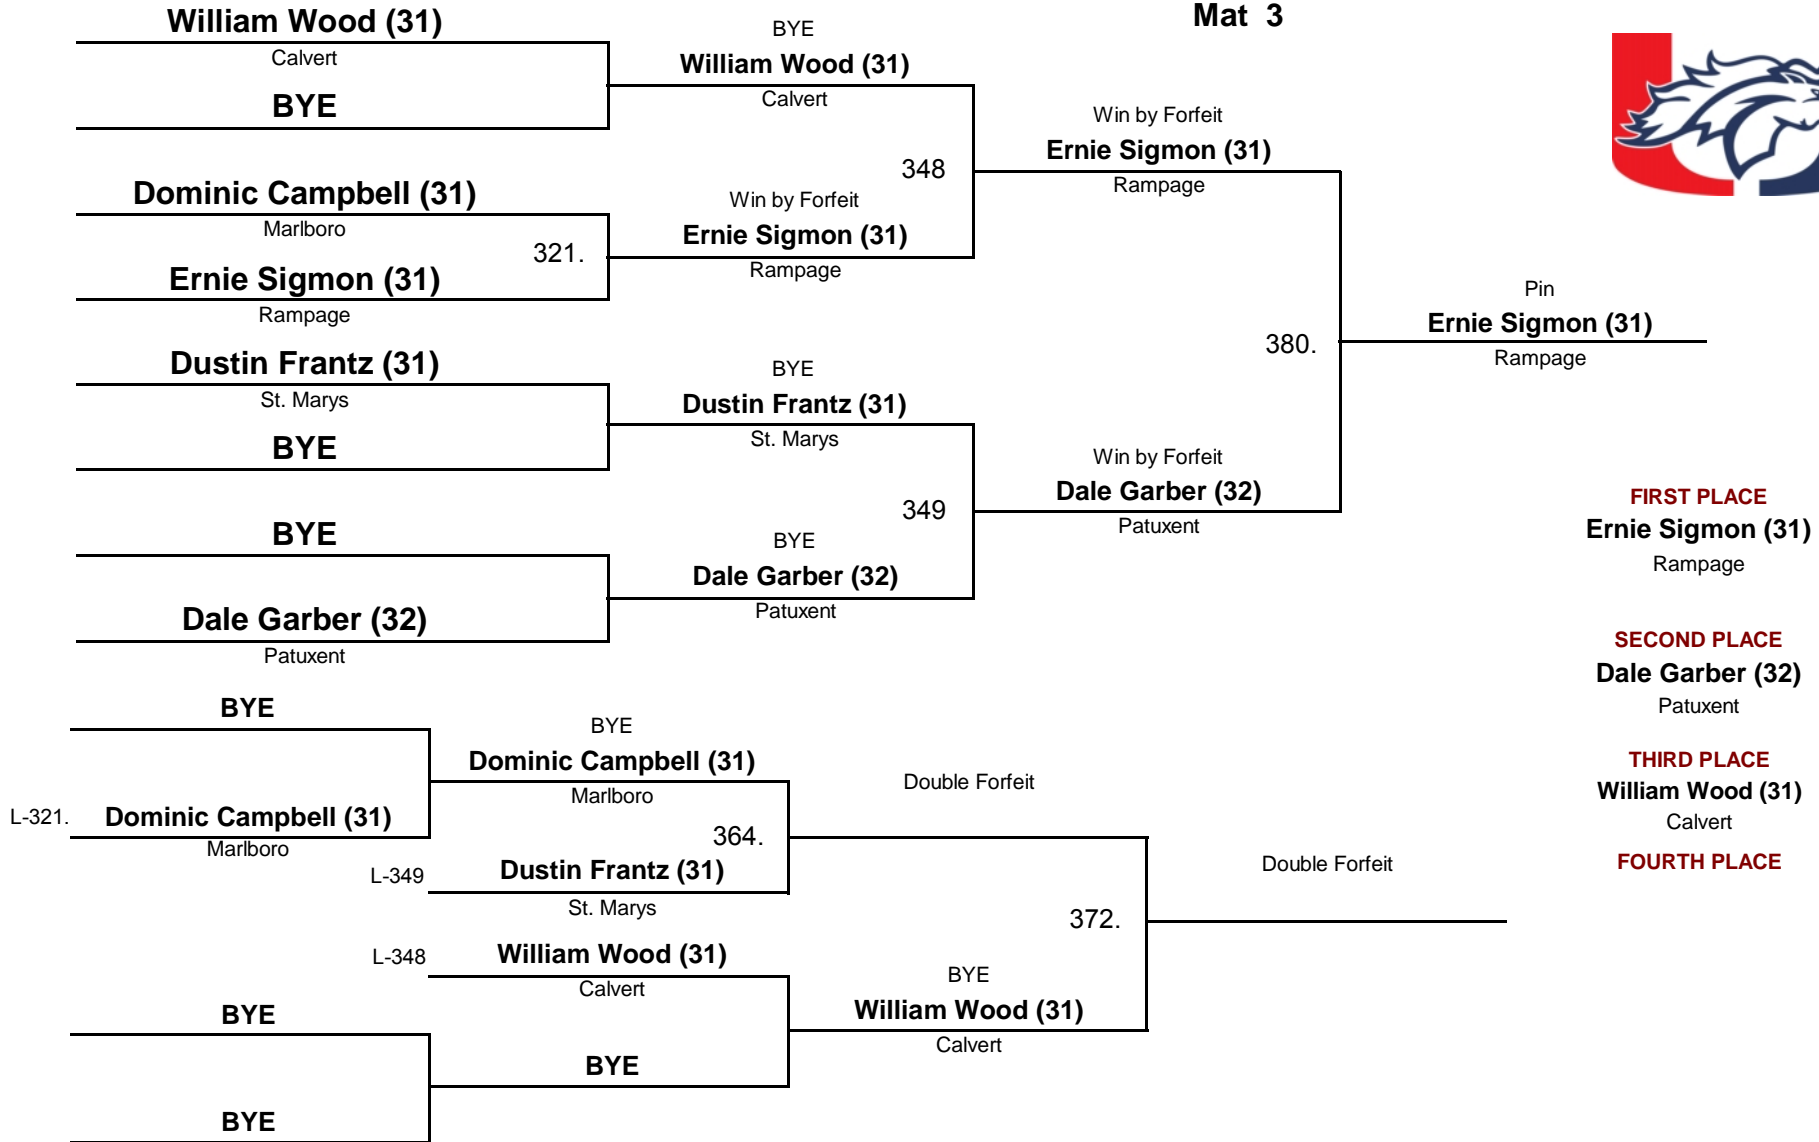 Mat 3
William Wood (31)
Calvert
BYE
Dominic Campbell (31)
Marlboro
321.
Ernie Sigmon (31)
Rampage
Dustin Frantz (31)
St. Marys
BYE
BYE
Dale Garber (32)
Patuxent
BYE
William Wood (31)
Calvert
348
Win by Forfeit
Ernie Sigmon (31)
Rampage
BYE
Dustin Frantz (31)
St. Marys
349
BYE
Dale Garber (32)
Patuxent
Win by Forfeit
Ernie Sigmon (31)
Rampage
380.
Win by Forfeit
Dale Garber (32)
Patuxent
Pin
Ernie Sigmon (31)
Rampage
FIRST PLACE
Ernie Sigmon (31)
Rampage
SECOND PLACE
Dale Garber (32)
Patuxent
THIRD PLACE
William Wood (31)
Calvert
FOURTH PLACE
BYE
L-321.
Dominic Campbell (31)
Marlboro
BYE
BYE
BYE
Dominic Campbell (31)
Marlboro
364.
L-349
Dustin Frantz (31)
St. Marys
L-348
William Wood (31)
Calvert
BYE
Double Forfeit
372.
BYE
William Wood (31)
Calvert
Double Forfeit